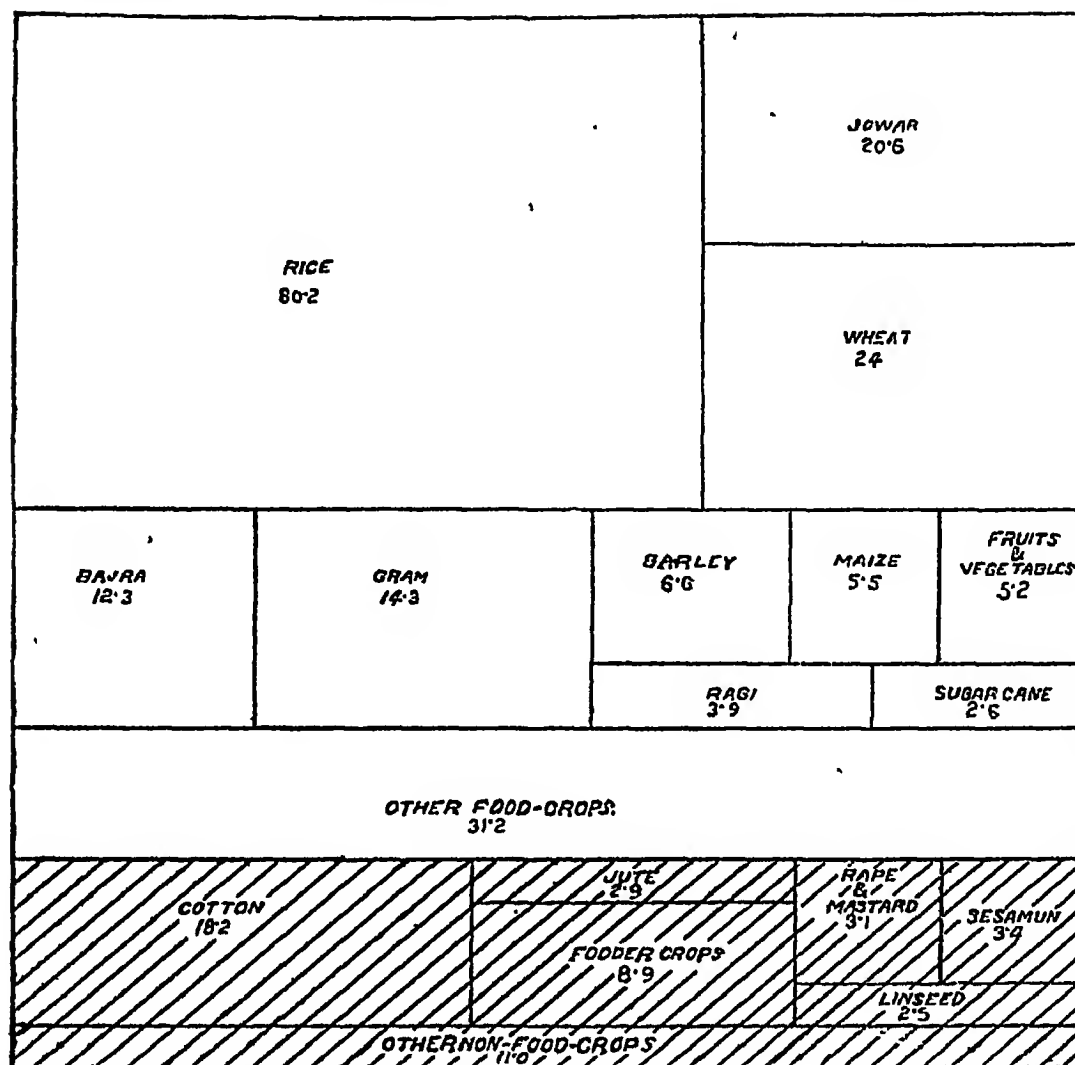 JOWAR
20·6
RICE
80·2
WHEAT
24
BAJRA
12·3
GRAM
14·3
BARLEY
6·6
MAIZE
5·5
FRUITS
&
VEGETABLES
5·2
RAGI
3·9
SUGAR CANE
2·6
OTHER FOOD-CROPS.
31·2
COTTON
18·2
JUTE
2·9
RAPE
&
MASTARD
3·1
SESAMUN
3·4
FODDER CROPS
8·9
LINSEED
2·5
OTHER NON-FOOD-CROPS
11·0